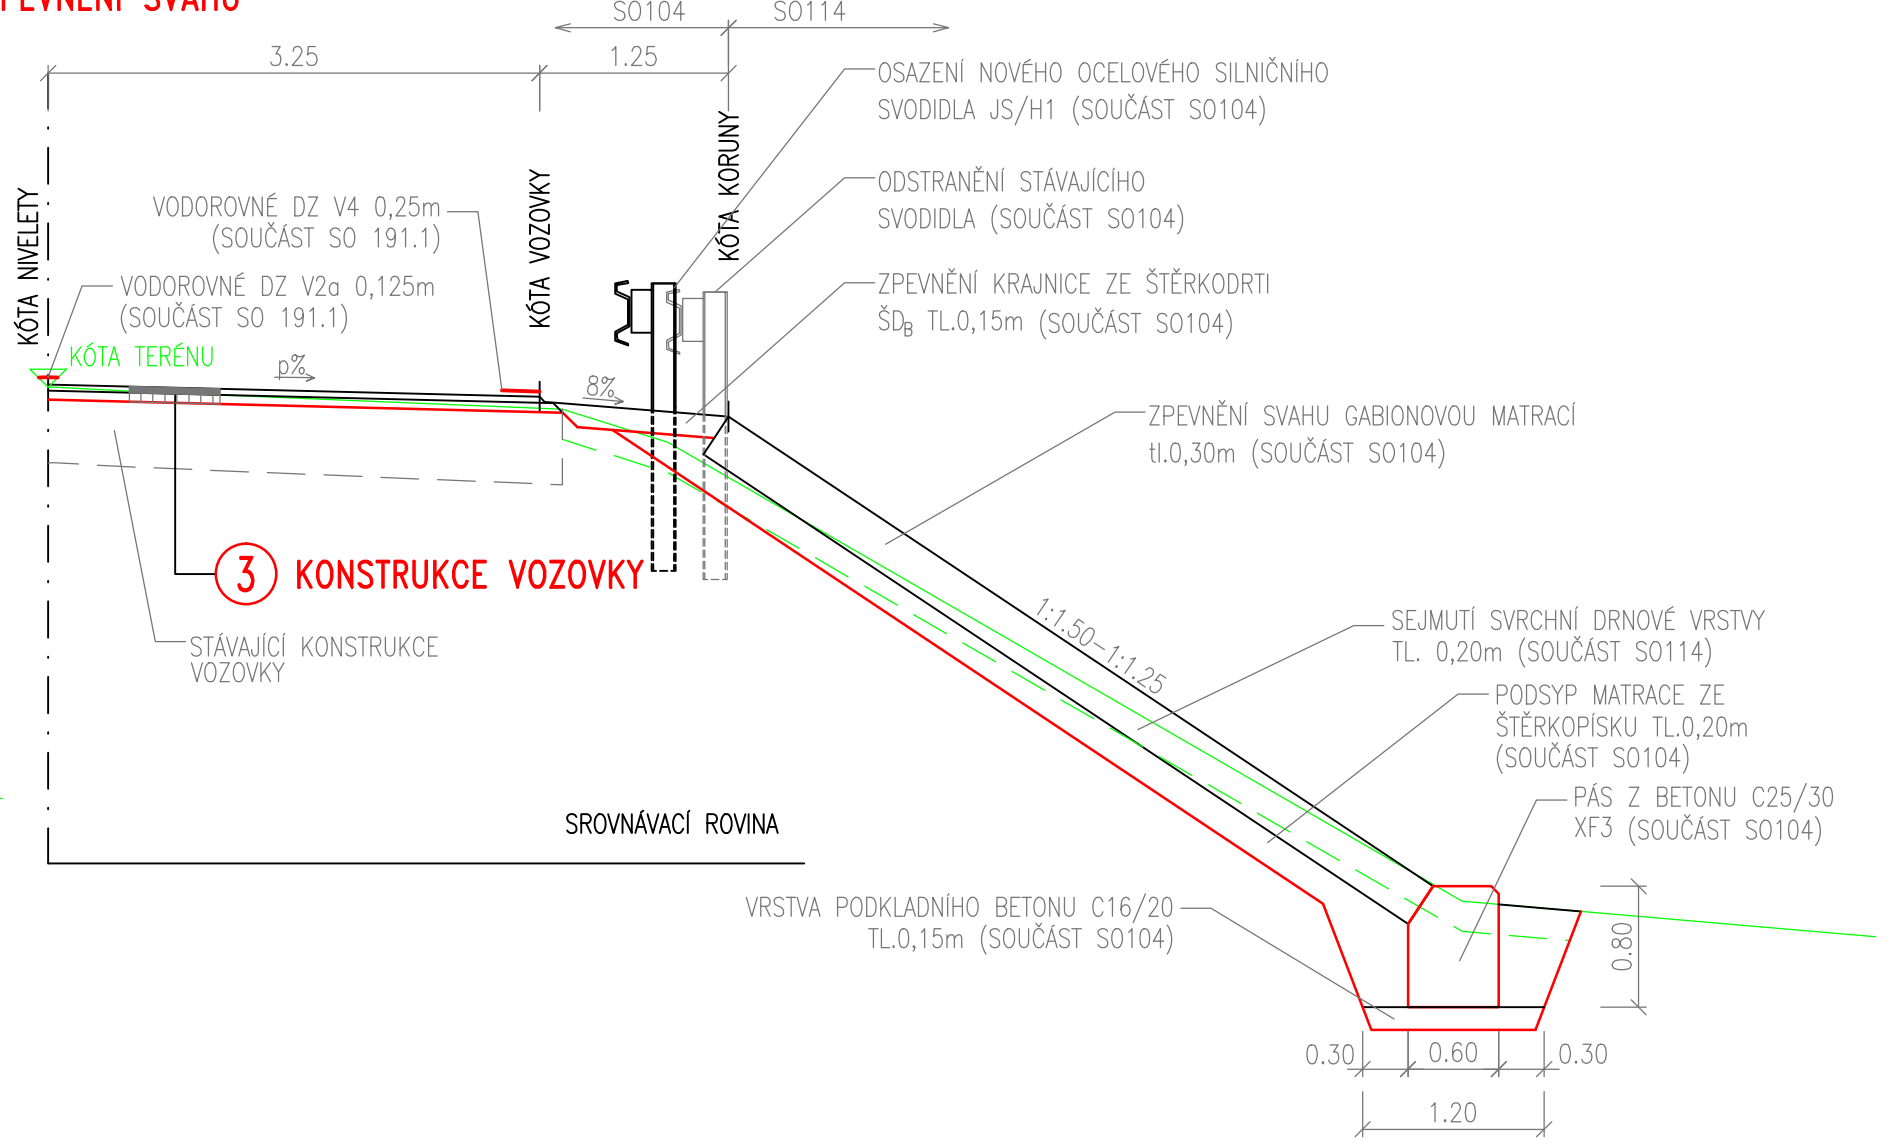 PEVNĚNÍ SVAHU
SO104
SO114
3.25
1.25
OSAZENÍ NOVÉHO OCELOVÉHO SILNIČNÍHO
SVODIDLA JS/H1 (SOUČÁST SO104)
ODSTRANĚNÍ STÁVAJÍCÍHO
SVODIDLA (SOUČÁST SO104)
ZPEVNĚNÍ KRAJNICE ZE ŠTĚRKODRTI
ŠDB TL.0,15m (SOUČÁST SO104)
KÓTA NIVELETY
KÓTA VOZOVKY
KÓTA KORUNY
VODOROVNÉ DZ V4 0,25m
(SOUČÁST SO 191.1)
VODOROVNÉ DZ V2a 0,125m
(SOUČÁST SO 191.1)
KÓTA TERÉNU
p%
8%
ZPEVNĚNÍ SVAHU GABIONOVOU MATRACÍ
tl.0,30m (SOUČÁST SO104)
3 KONSTRUKCE VOZOVKY
STÁVAJÍCÍ KONSTRUKCE
VOZOVKY
1:1.50-1:1.25
SEJMUTÍ SVRCHNÍ DRNOVÉ VRSTVY
TL. 0,20m (SOUČÁST SO114)
PODSYP MATRACE ZE
ŠTĚRKOPÍSKU TL.0,20m
(SOUČÁST SO104)
PÁS Z BETONU C25/30
XF3 (SOUČÁST SO104)
SROVNÁVACÍ ROVINA
VRSTVA PODKLADNÍHO BETONU C16/20
TL.0,15m (SOUČÁST SO104)
0.80
0.30
0.60
0.30
1.20